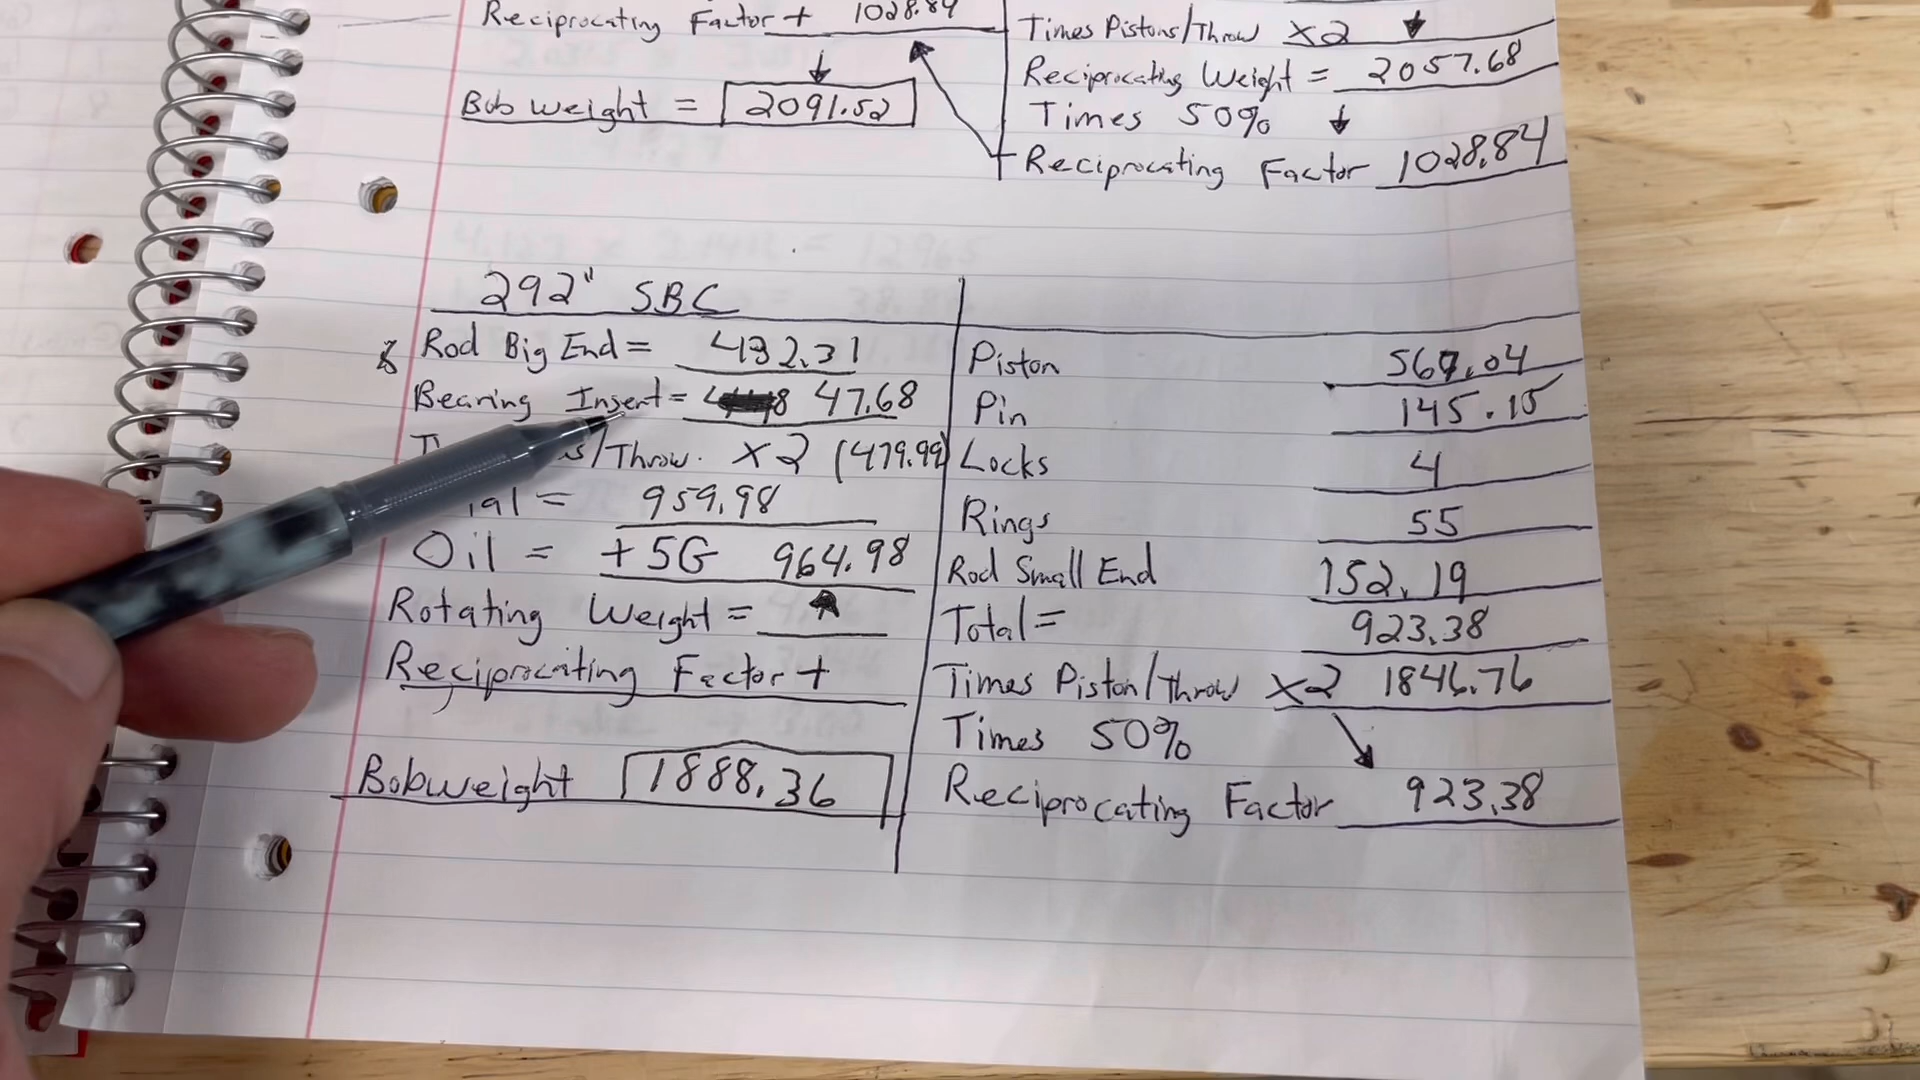 Reciprocating Factor + 1028.84
Bob weight = 2091.52
Times Pistons/Throw X2
Reciprocating Weight = 2057.68
Times 50%
Reciprocating Factor 1028.84
292" SBC
Rod Big End = 432.31
Bearing Insert = 47.68
/Throw. X2 (479.99)
= 959.98
Oil = +5G 964.98
Rotating Weight =
Reciprocating Factor +
Bobweight 1888.36
Piston 567.04
Pin 145.15
Locks 4
Rings 55
Rod Small End 152.19
Total = 923.38
Times Piston/Throw X2 1846.76
Times 50%
Reciprocating Factor 923.38